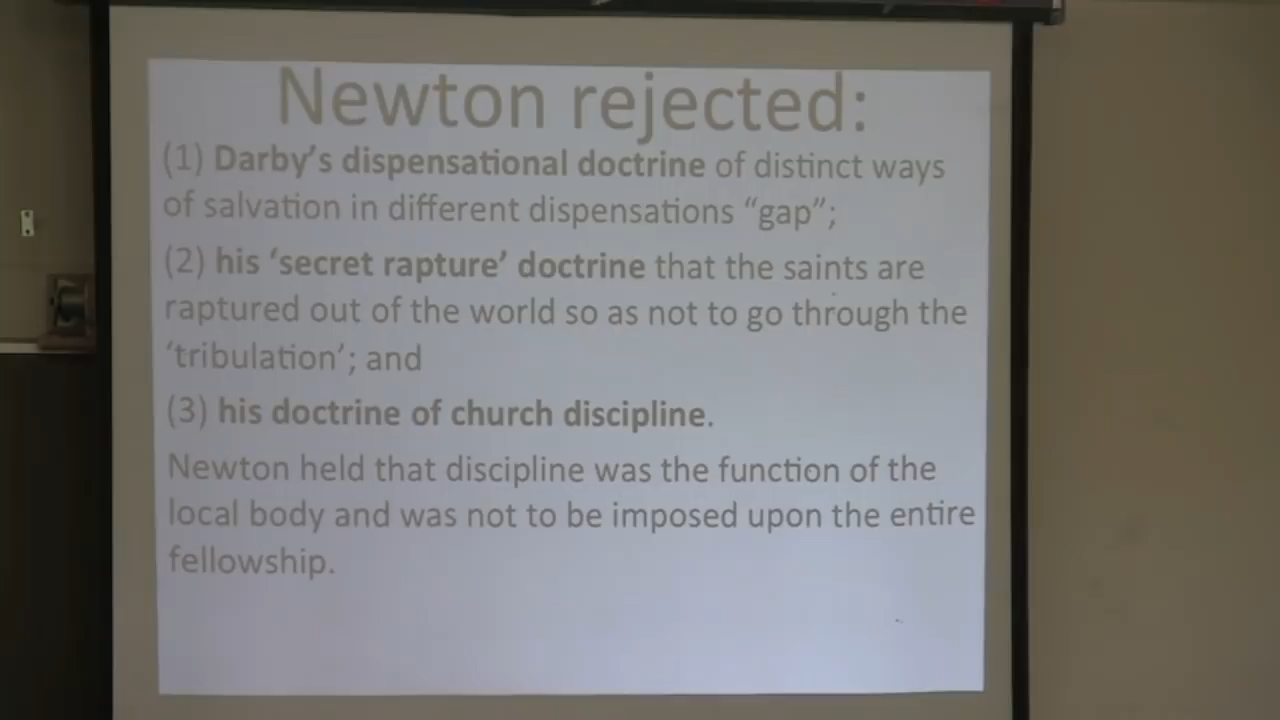 Newton rejected:
(1) Darby’s dispensational doctrine of distinct ways
of salvation in different dispensations “gap”;
(2) his ‘secret rapture’ doctrine that the saints are
raptured out of the world so as not to go through the
‘tribulation’; and
(3) his doctrine of church discipline.
Newton held that discipline was the function of the
local body and was not to be imposed upon the entire
fellowship.